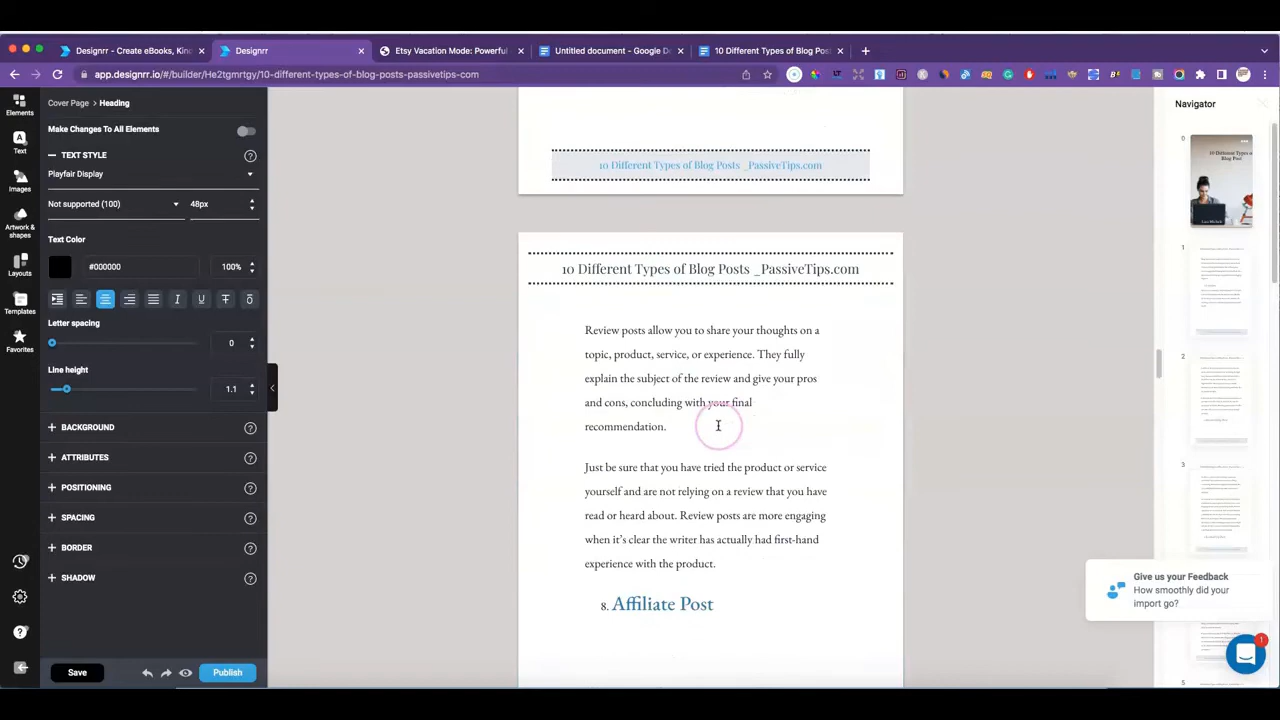 Designrr - Create eBooks, Kin
Designrr
Etsy Vacation Mode: Powerful
Untitled document - Google D
10 Different Types of Blog Pos
app.designrr.io/#/builder/He2tgmrtgy/10-different-types-of-blog-posts-passivetips-com
Elements
Text
Images
Artwork & shapes
Layouts
Templates
Favorites
Cover Page > Heading
Make Changes To All Elements
TEXT STYLE
Playfair Display
Not supported (100)
48px
Text Color
#000000
100%
Letter spacing
0
Line height
1.1
BACKGROUND
ATTRIBUTES
POSITIONING
SPACING
BORDER
SHADOW
Save
Publish
10 Different Types of Blog Posts _PassiveTips.com
10 Different Types of Blog Posts _PassiveTips.com
Review posts allow you to share your thoughts on a
topic, product, service, or experience. They fully
explain the subject of the review and give your pros
and cons, concluding with your final
recommendation.
Just be sure that you have tried the product or service
yourself and are not relying on a review that you have
read or heard about. Review posts are more engaging
when it's clear the writer has actually had first-hand
experience with the product.
8. Affiliate Post
Navigator
0
1
2
3
5
Give us your Feedback
How smoothly did your
import go?
1